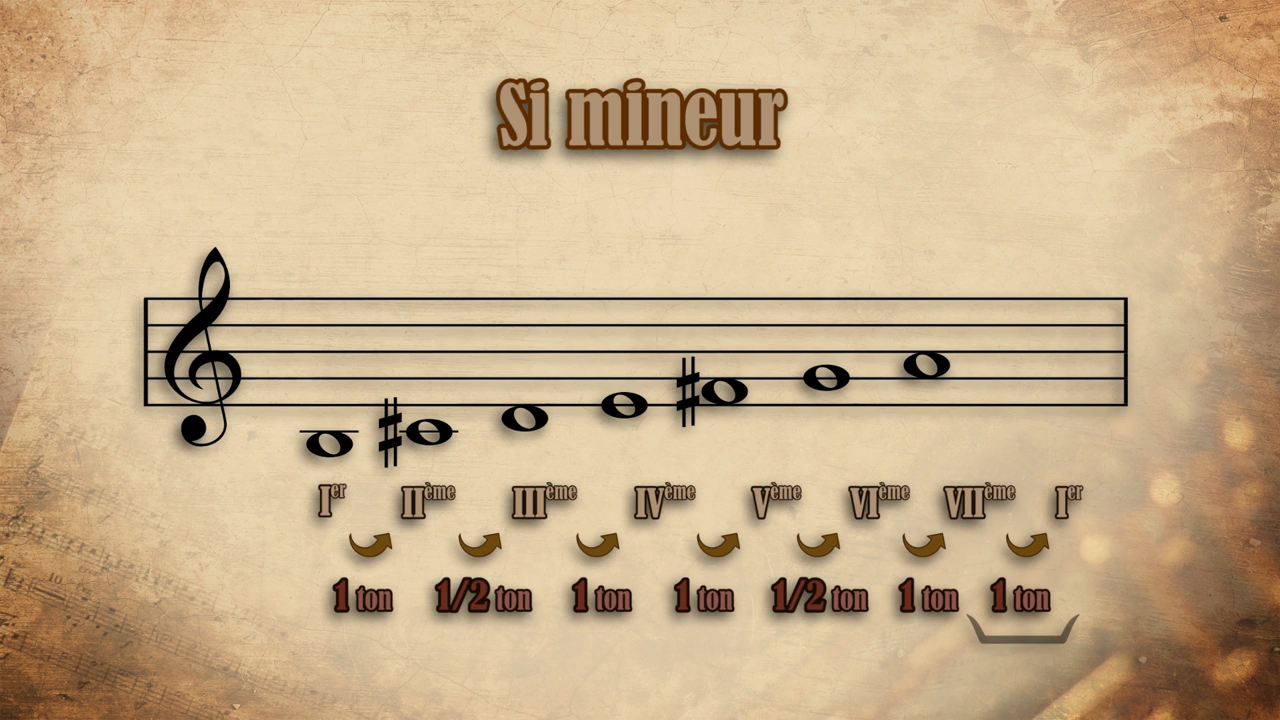 Si mineur
Ier IIème IIIème IVème Vème VIème VIIème Ier
1 ton 1/2 ton 1 ton 1 ton 1/2 ton 1 ton 1 ton